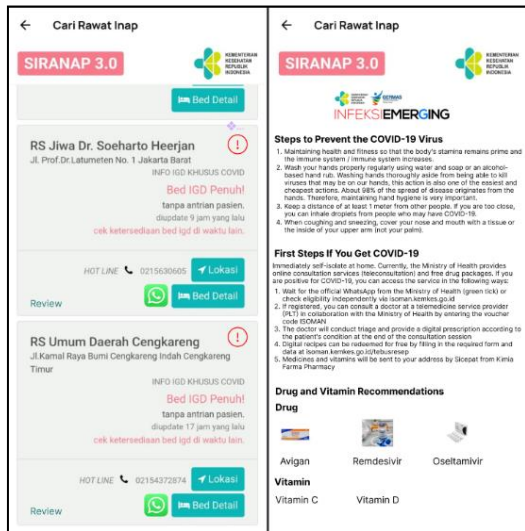 Cari Rawat Inap
SIRANAP 3.0
KEMENTERIAN
KESEHATAN
REPUBLIK
INDONESIA
Bed Detail
RS Jiwa Dr. Soeharto Heerjan
Jl. Prof.Dr.Latumeten No. 1 Jakarta Barat
INFO IGD KHUSUS COVID
Bed IGD Penuh!
tanpa antrian pasien.
diupdate 9 jam yang lalu
cek ketersediaan bed igd di waktu lain.
HOT LINE 0215630605 Lokasi
Review Bed Detail
RS Umum Daerah Cengkareng
Jl.Kamal Raya Bumi Cengkareng Indah Cengkareng
Timur
INFO IGD KHUSUS COVID
Bed IGD Penuh!
tanpa antrian pasien.
diupdate 17 jam yang lalu
cek ketersediaan bed igd di waktu lain.
HOT LINE 02154372874 Lokasi
Review Bed Detail
Cari Rawat Inap
SIRANAP 3.0
KEMENTERIAN
KESEHATAN
REPUBLIK
INDONESIA
INFEKSIEMERGING
Steps to Prevent the COVID-19 Virus
1. Maintaining health and fitness so that the body's stamina remains prime and
the immune system / immune system increases.
2. Wash your hands properly regularly using water and soap or an alcohol-
based hand rub. Washing hands thoroughly aside from being able to kill
viruses that may be on our hands, this action is also one of the easiest and
cheapest actions. About 98% of the spread of disease originates from the
hands. Therefore, maintaining hand hygiene is very important.
3. Keep a distance of at least 1 meter from other people. If you are too close,
you can inhale droplets from people who may have COVID-19.
4. When coughing and sneezing, cover your nose and mouth with a tissue or
the inside of your upper arm (not your palm).
First Steps If You Get COVID-19
Immediately self-isolate at home. Currently, the Ministry of Health provides
online consultation services (teleconsultation) and free drug packages. If you
are positive for COVID-19, you can access the service in the following ways:
1. Wait for the official WhatsApp from the Ministry of Health (green tick) or
check eligibility independently via isoman.kemkes.go.id
2. If registered, you can consult a doctor at a telemedicine service provider
(PLT) in collaboration with the Ministry of Health by entering the voucher
code ISOMAN
3. The doctor will conduct triage and provide a digital prescription according to
the patient's condition at the end of the consultation session
4. Digital recipes can be redeemed for free by filling in the required form and
data at isoman.kemkes.go.id/tebusresep
5. Medicines and vitamins will be sent to your address by Sicepat from Kimia
Farma Pharmacy
Drug and Vitamin Recommendations
Drug
Avigan Remdesivir Oseltamivir
Vitamin
Vitamin C Vitamin D